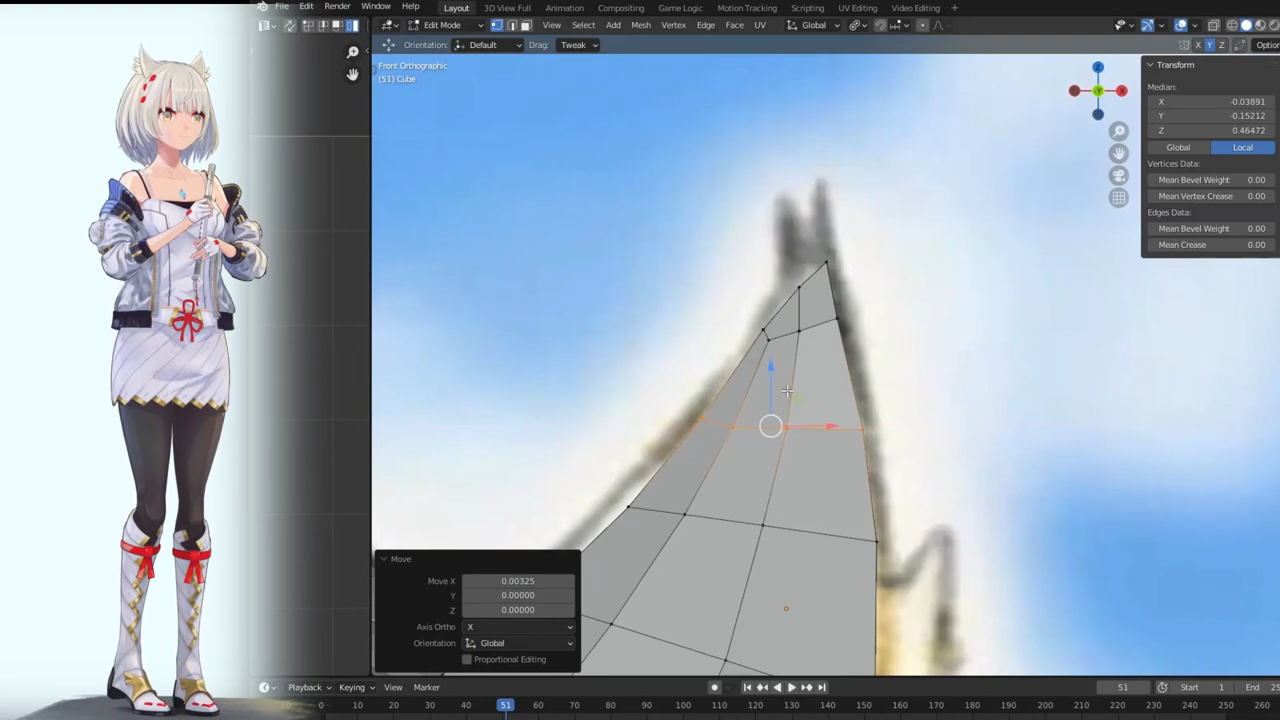 File Edit Render Window Help Layout 3D View Full Animation Compositing Game Logic Motion Tracking Scripting UV Editing Video Editing
Edit Mode View Select Add Mesh Vertex Edge Face UV Global
Orientation: Default Drag: Tweak X Y Z Optio
Front Orthographic
(51) Cube
Z
X
Y
Transform
Median:
X -0.03891
Y -0.15212
Z 0.46472
Global Local
Vertices Data:
Mean Bevel Weight 0.00
Mean Vertex Crease 0.00
Edges Data:
Mean Bevel Weight 0.00
Mean Crease 0.00
Move
Move X 0.00325
Y 0.00000
Z 0.00000
Axis Ortho X
Orientation Global
Proportional Editing
Playback Keying View Marker 51 Start 1 End 25
10 20 30 40 51 60 70 80 90 100 110 120 130 140 150 160 170 180 190 200 210 220 230 240 250 260